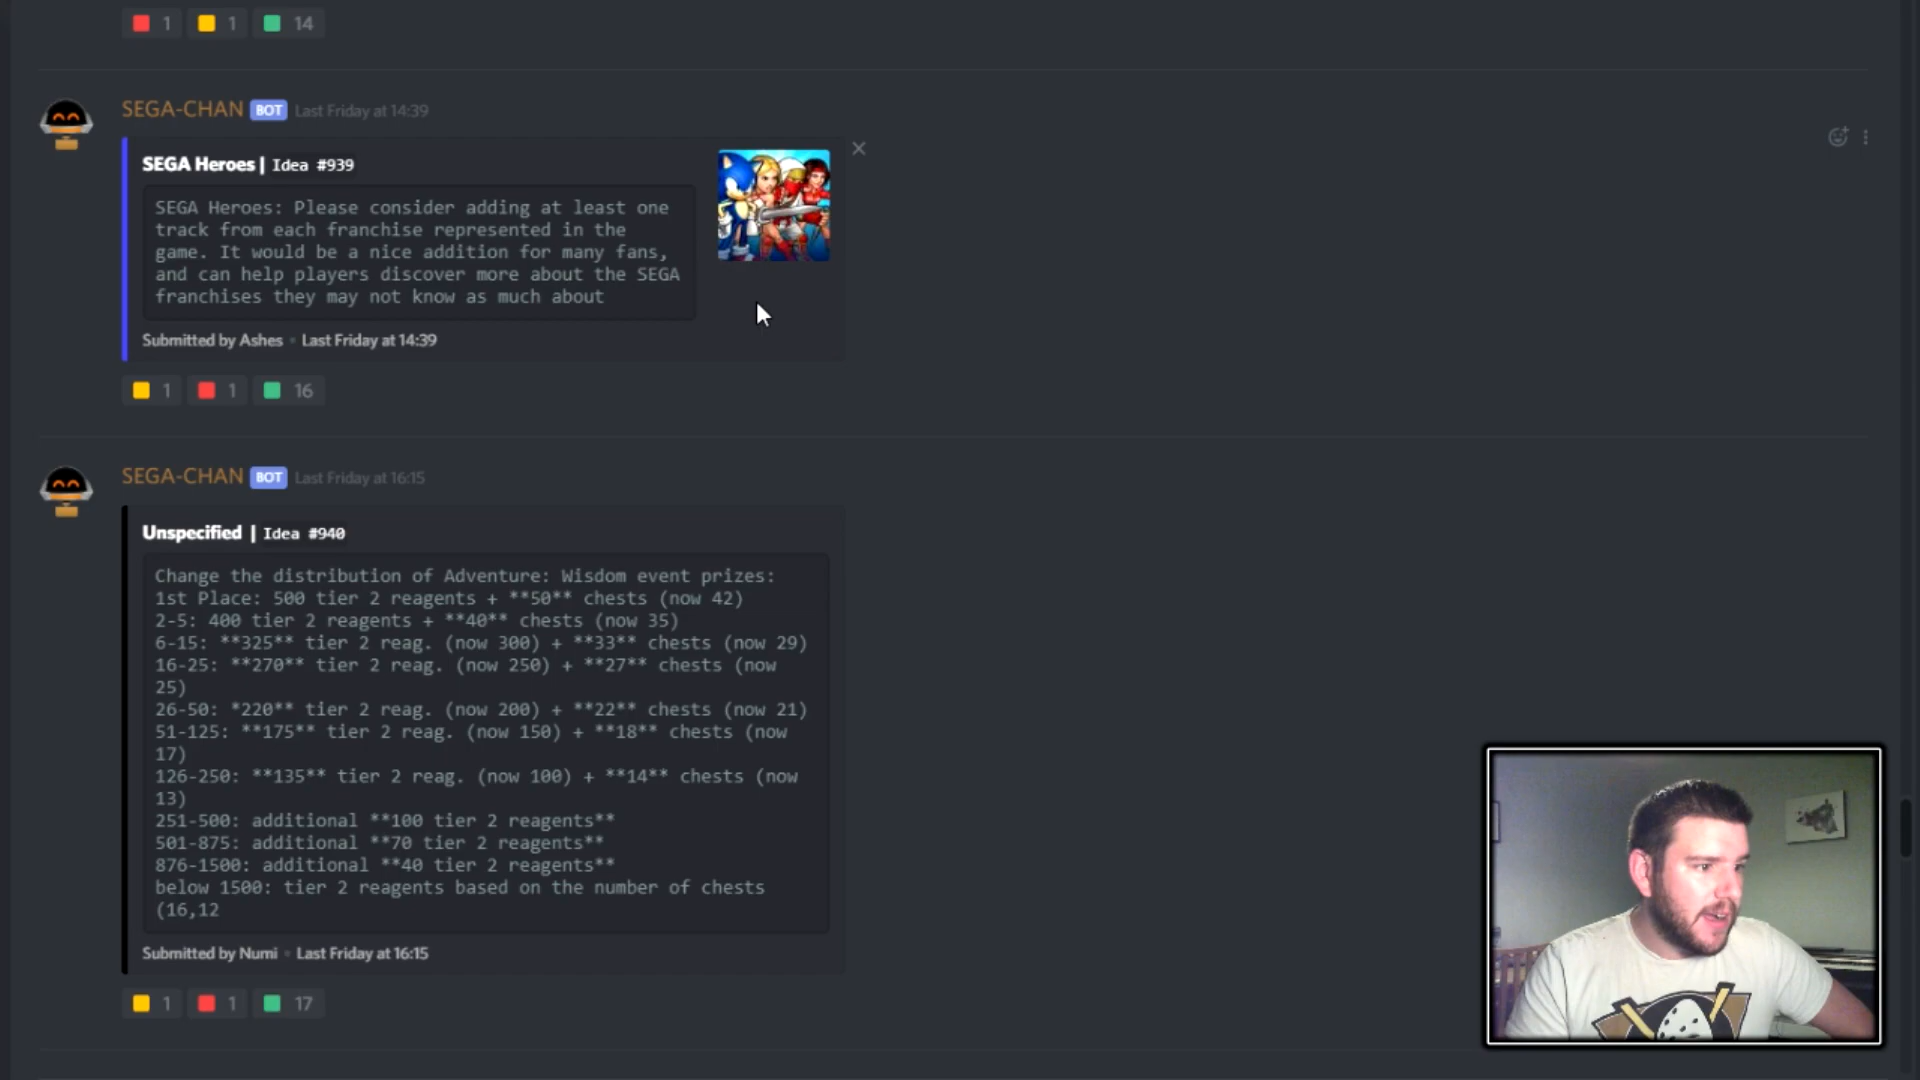 1 1 14
SEGA-CHAN BOT Last Friday at 14:39
SEGA Heroes | Idea #939
SEGA Heroes: Please consider adding at least one
track from each franchise represented in the
game. It would be a nice addition for many fans,
and can help players discover more about the SEGA
franchises they may not know as much about
Submitted by Ashes • Last Friday at 14:39
1 1 16
SEGA-CHAN BOT Last Friday at 16:15
Unspecified | Idea #940
Change the distribution of Adventure: Wisdom event prizes:
1st Place: 500 tier 2 reagents + **50** chests (now 42)
2-5: 400 tier 2 reagents + **40** chests (now 35)
6-15: **325** tier 2 reag. (now 300) + **33** chests (now 29)
16-25: **270** tier 2 reag. (now 250) + **27** chests (now
25)
26-50: *220** tier 2 reag. (now 200) + **22** chests (now 21)
51-125: **175** tier 2 reag. (now 150) + **18** chests (now
17)
126-250: **135** tier 2 reag. (now 100) + **14** chests (now
13)
251-500: additional **100 tier 2 reagents**
501-875: additional **70 tier 2 reagents**
876-1500: additional **40 tier 2 reagents**
below 1500: tier 2 reagents based on the number of chests
(16,12
Submitted by Numi • Last Friday at 16:15
1 1 17